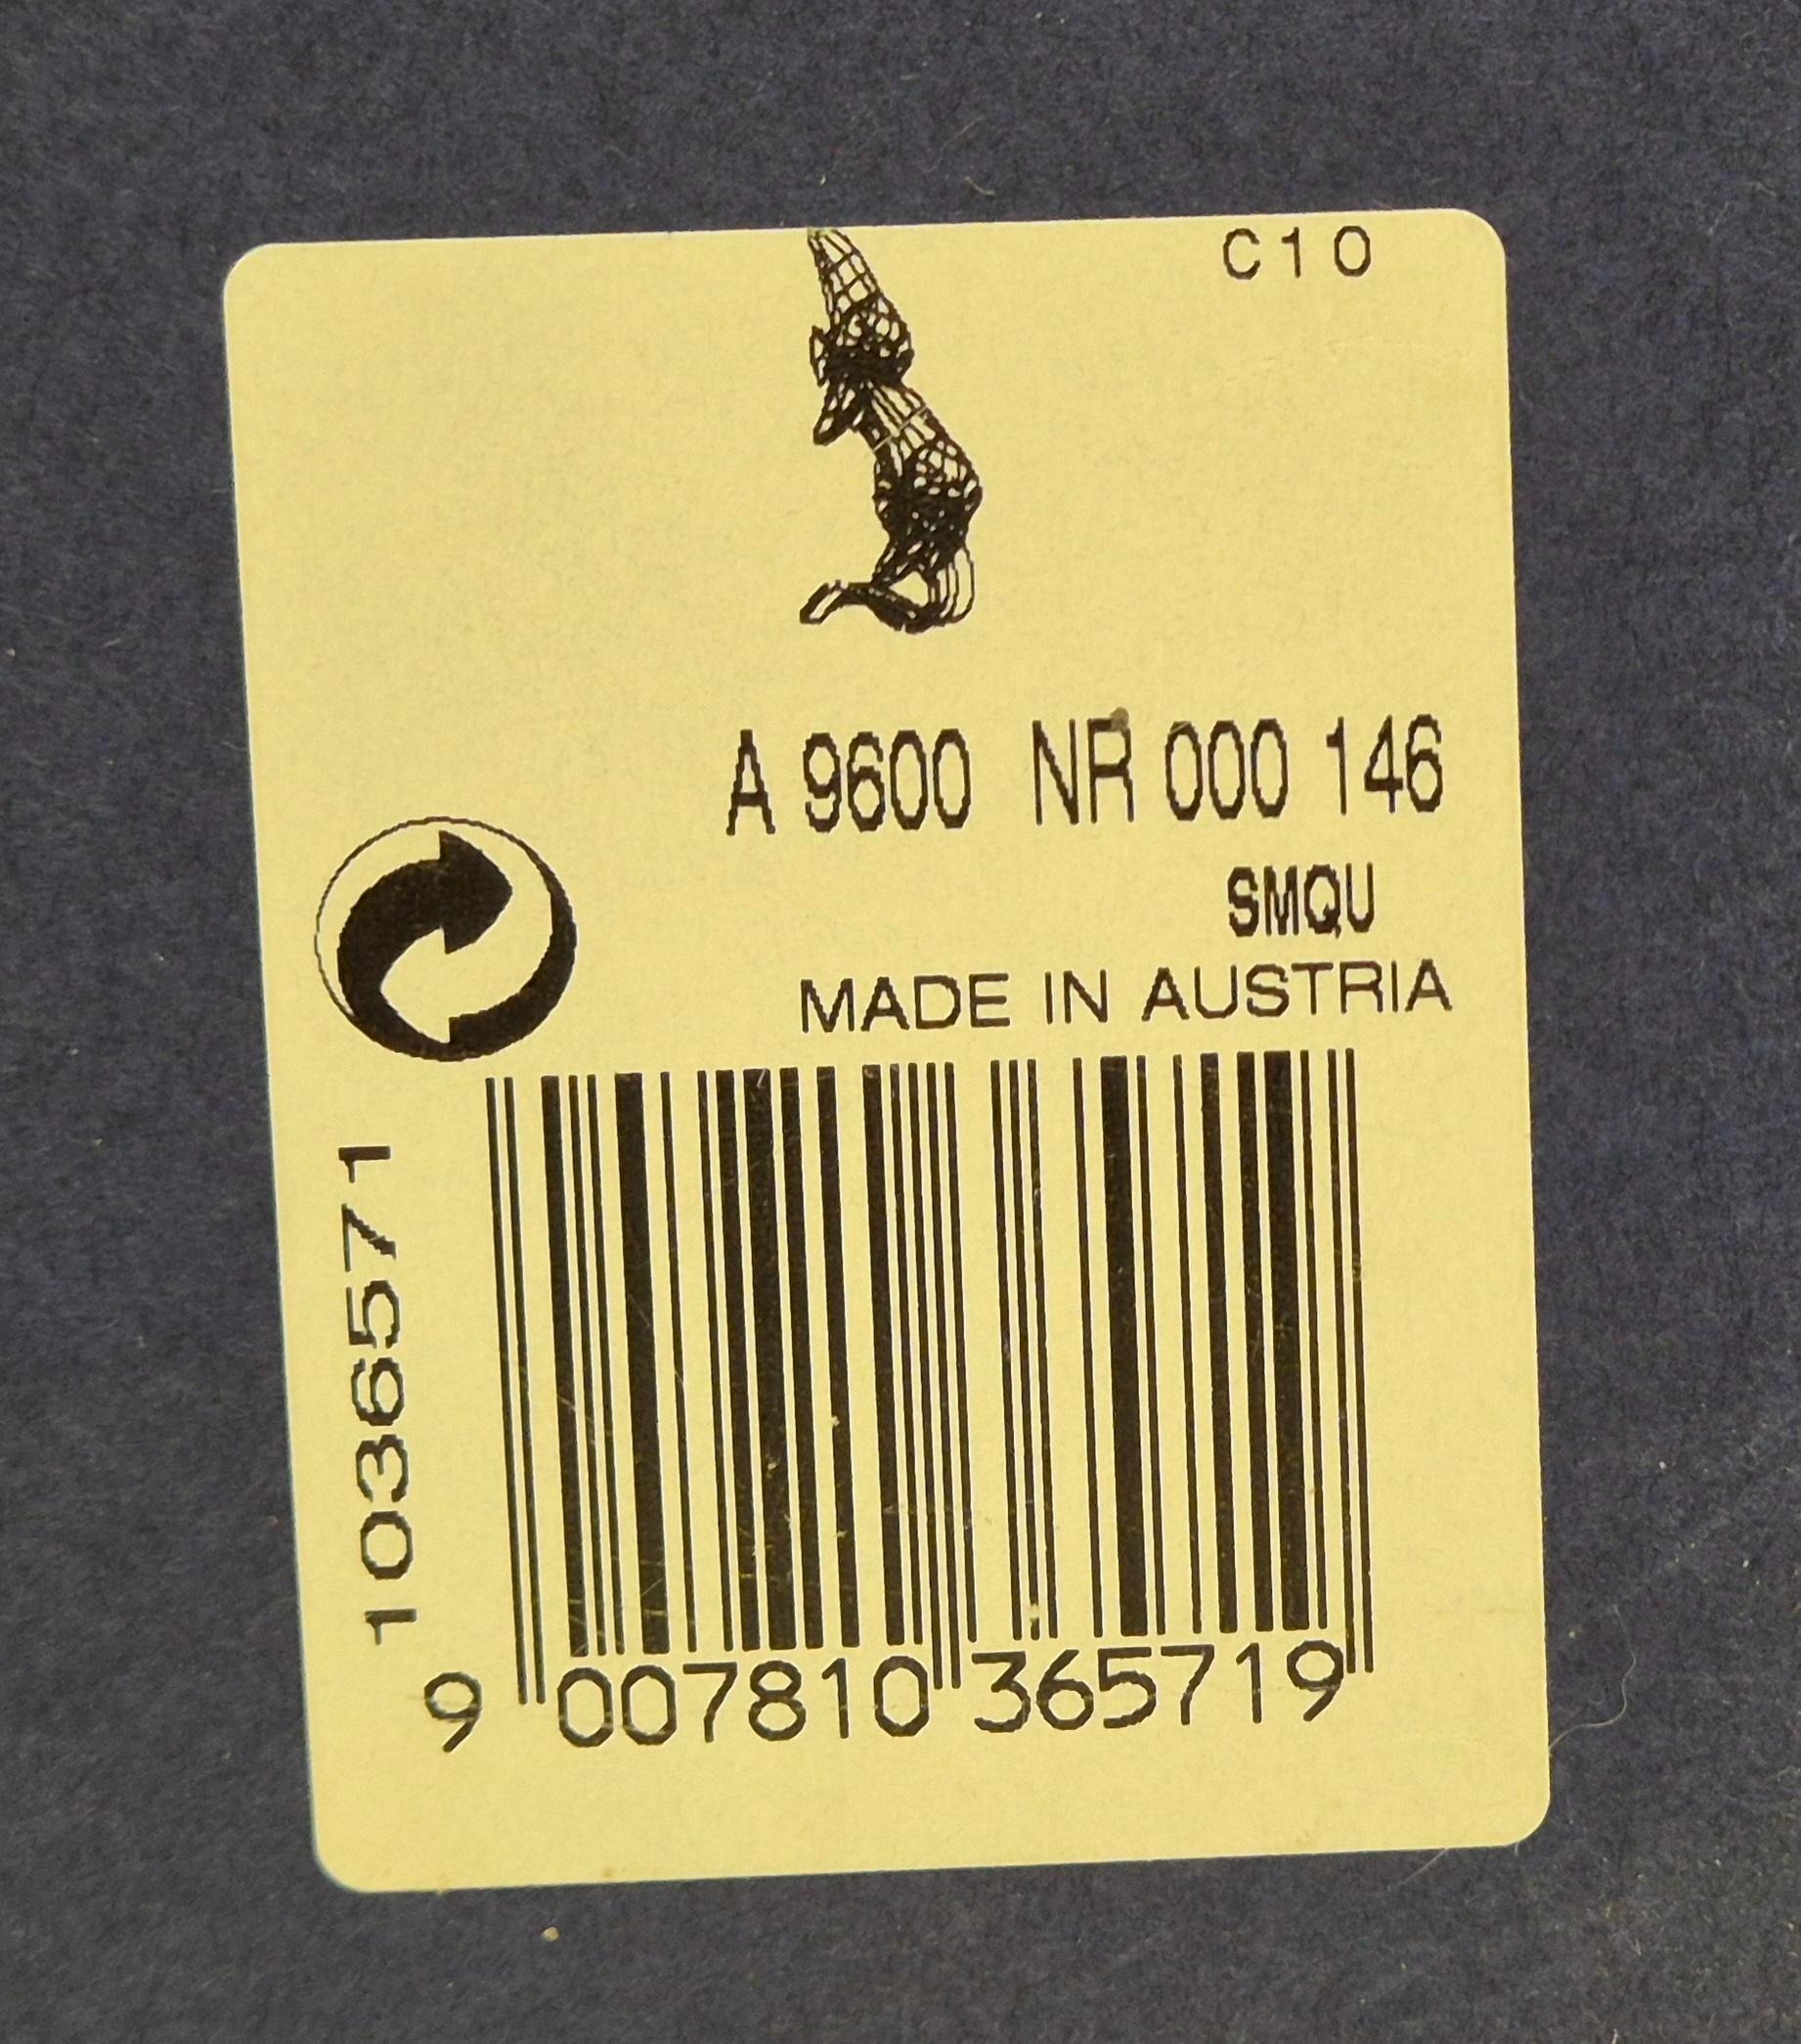 C10
A 9600 NR 000 146
SMQU
MADE IN AUSTRIA
1036571
9 007810 365719